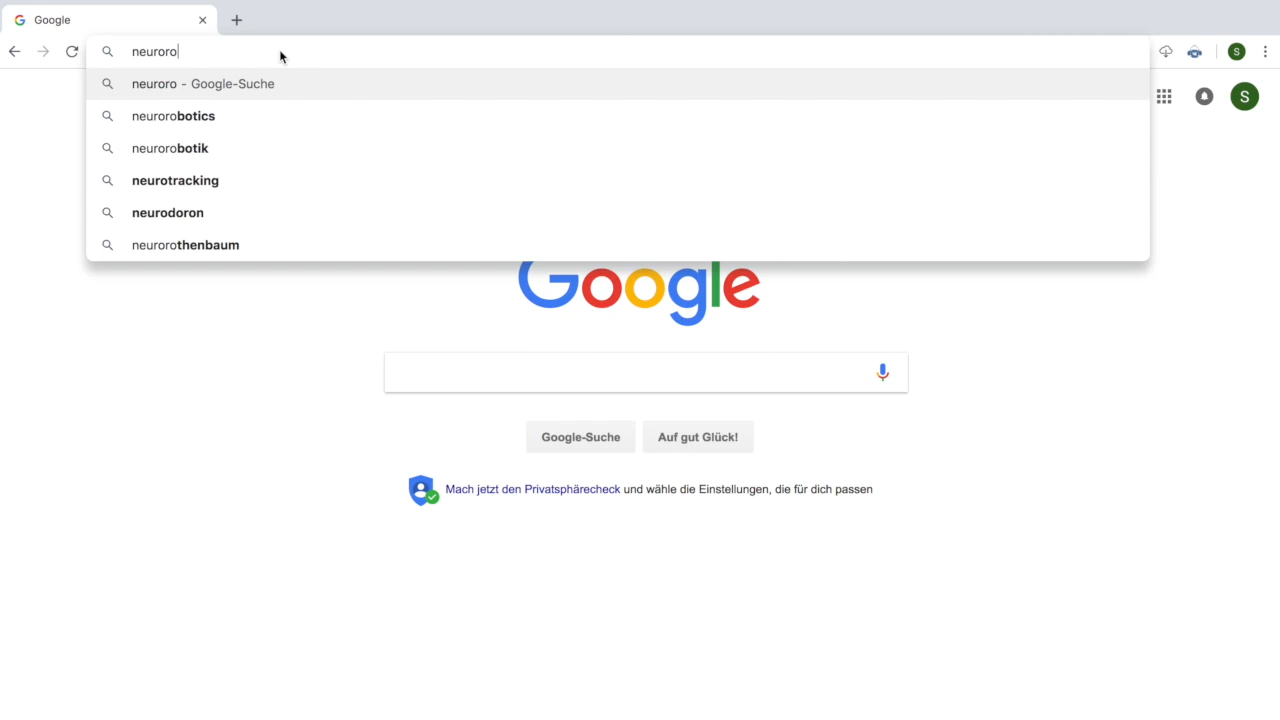 Google
neuroro
S
neuroro - Google-Suche
S
neurorobotics
neurorobotik
neurotracking
neurodoron
neurorothenbaum
Google
Google-Suche
Auf gut Glück!
Mach jetzt den Privatsphärecheck und wähle die Einstellungen, die für dich passen